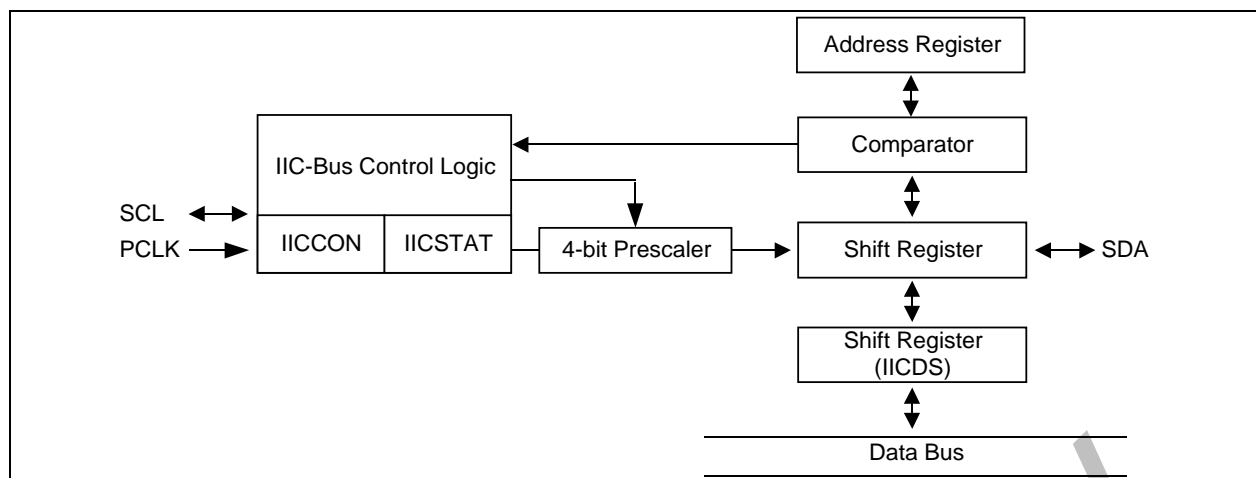 Address Register
Comparator
IIC-Bus Control Logic
SCL
PCLK
IICCON
IICSTAT
4-bit Prescaler
Shift Register
SDA
Shift Register
(IICDS)
Data Bus